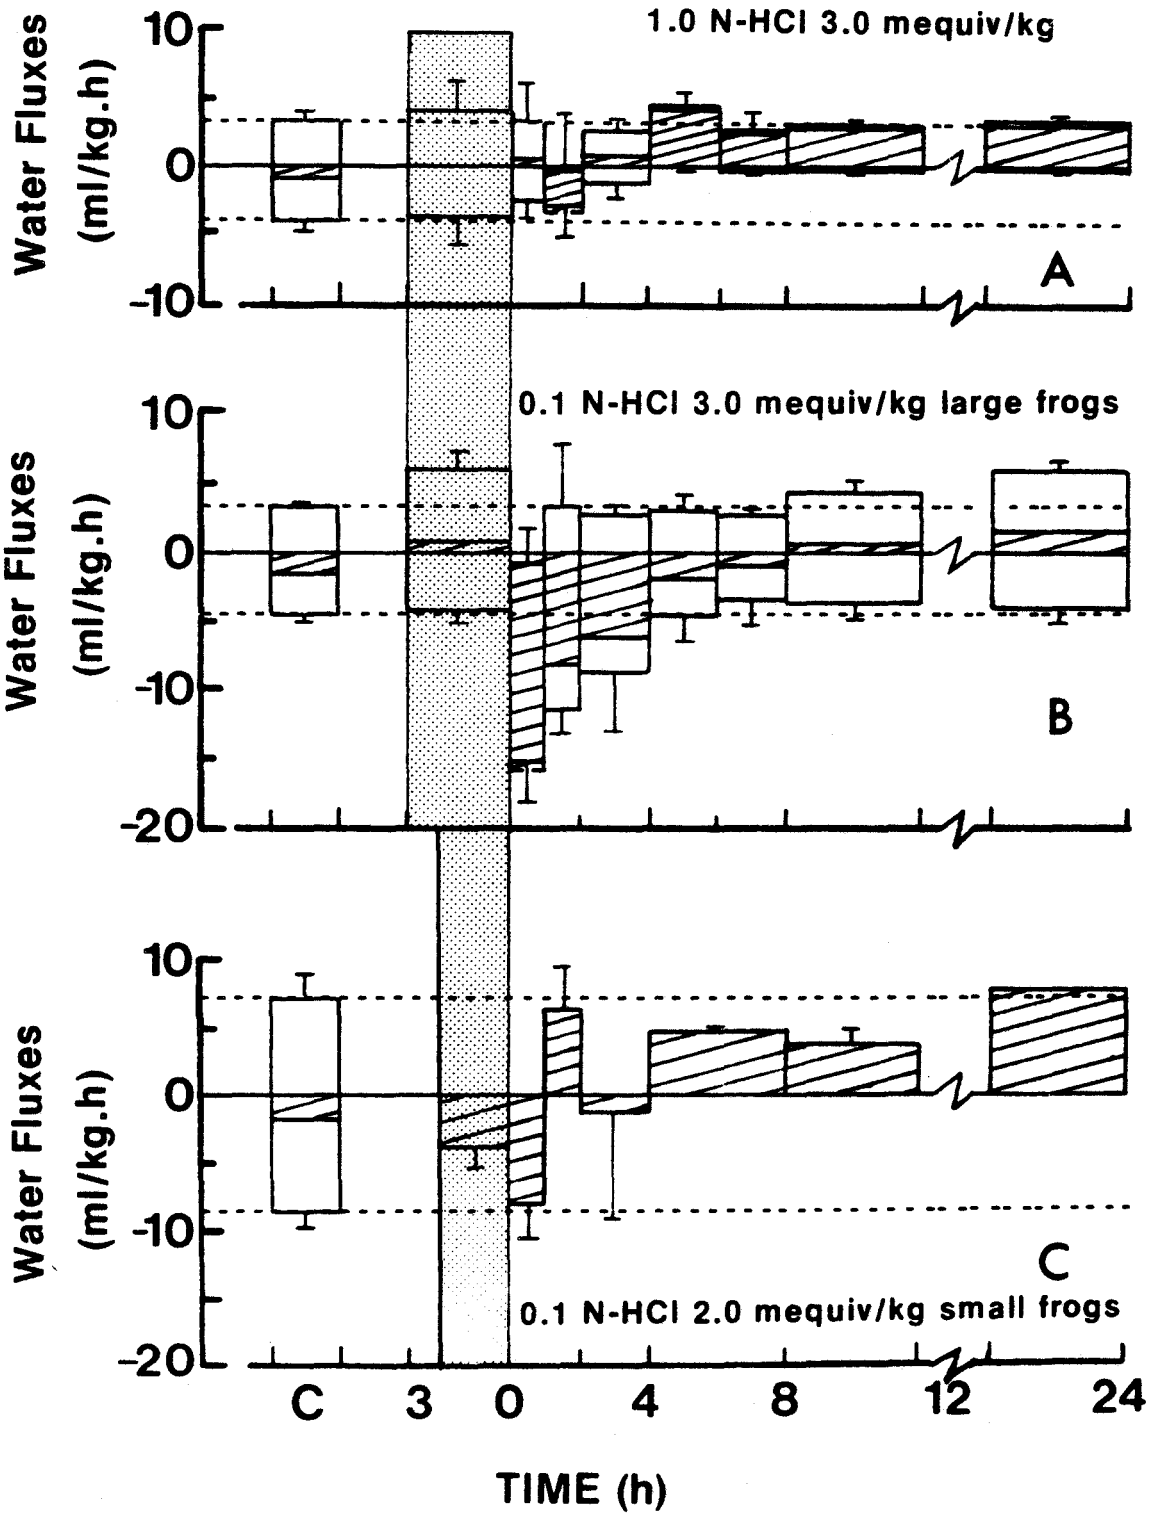 1.0 N-HCl 3.0 mequiv/kg
Water Fluxes
(ml/kg.h)
10
0
-10
A
0.1 N-HCl 3.0 mequiv/kg large frogs
Water Fluxes
(ml/kg.h)
10
0
-10
-20
B
Water Fluxes
(ml/kg.h)
10
0
-10
-20
C
0.1 N-HCl 2.0 mequiv/kg small frogs
C 3 0 4 8 12 24
TIME (h)